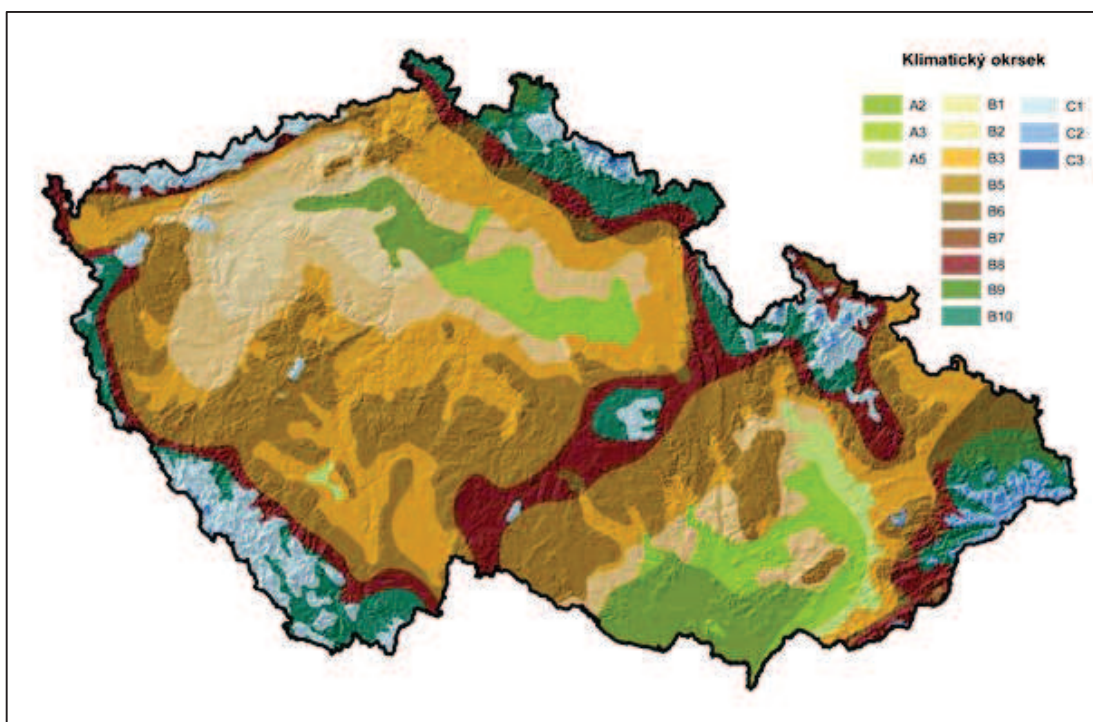 Klimatický okrsek
A2 B1 C1
A3 B2 C2
A5 B3 C3
B5
B6
B7
B8
B9
B10